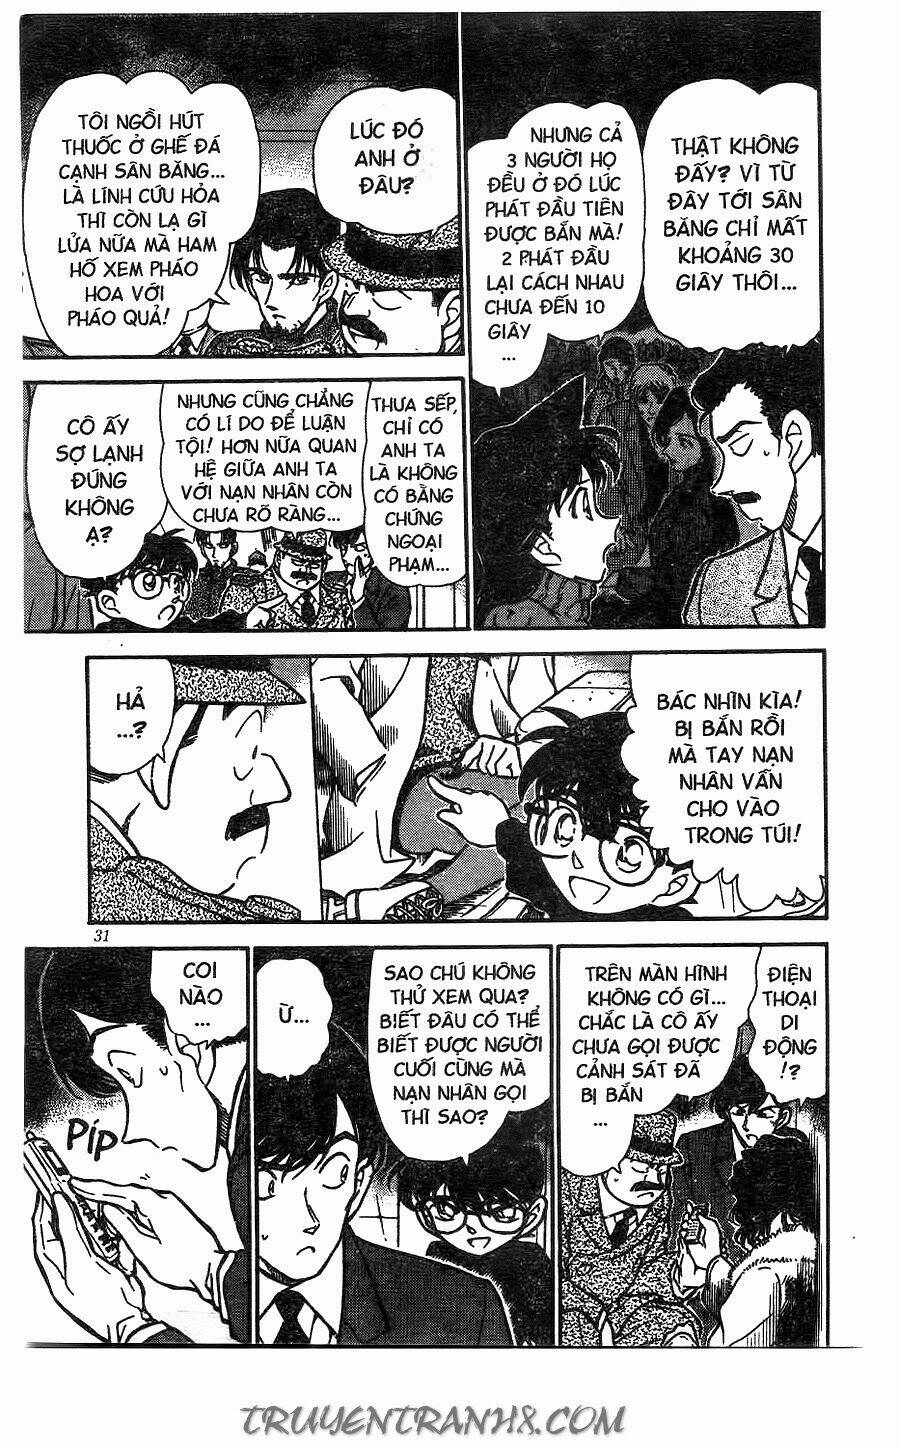 THẬT KHÔNG
ĐẤY? VÌ TỪ
ĐÂY TỚI SÂN
BĂNG CHỈ MẤT
KHOẢNG 30
GIÂY THÔI...
NHƯNG CẢ
3 NGƯỜI HỌ
ĐỀU Ở ĐÓ LÚC
PHÁT ĐẦU TIÊN
ĐƯỢC BẮN MÀ!
2 PHÁT ĐẦU
LẠI CÁCH NHAU
CHƯA ĐẾN 10
GIÂY
...
LÚC ĐÓ
ANH Ở
ĐÂU?
TÔI NGỒI HÚT
THUỐC Ở GHẾ ĐÁ
CẠNH SÂN BĂNG...
LÀ LÍNH CỨU HỎA
THÌ CÒN LẠ GÌ
LỬA NỮA MÀ HAM
HỐ XEM PHÁO
HOA VỚI
PHÁO QUẢ!
THƯA SẾP,
CHỈ CÓ
ANH TA
LÀ KHÔNG
CÓ BẰNG
CHỨNG
NGOẠI
PHẠM...
NHƯNG CŨNG CHẲNG
CÓ LÍ DO ĐỂ LUẬN
TỘI! HƠN NỮA QUAN
HỆ GIỮA ANH TA
VỚI NẠN NHÂN CÒN
CHƯA RÕ RÀNG...
CÔ ẤY
SỢ LẠNH
ĐÚNG
KHÔNG
Ạ?
BÁC NHÌN KÌA!
BỊ BẮN RỒI
MÀ TAY NẠN
NHÂN VẪN
CHO VÀO
TRONG TÚI!
HẢ
...?
31
ĐIỆN
THOẠI
DI
ĐỘNG
!?
TRÊN MÀN HÌNH
KHÔNG CÓ GÌ...
CHẮC LÀ CÔ ẤY
CHƯA GỌI ĐƯỢC
CẢNH SÁT ĐÃ
BỊ BẮN
...
SAO CHÚ KHÔNG
THỬ XEM QUA?
BIẾT ĐÂU CÓ THỂ
BIẾT ĐƯỢC NGƯỜI
CUỐI CÙNG MÀ
NẠN NHÂN GỌI
THÌ SAO?
Ừ...
COI
NÀO
...
PÍP
TRUYENTRANH8.COM